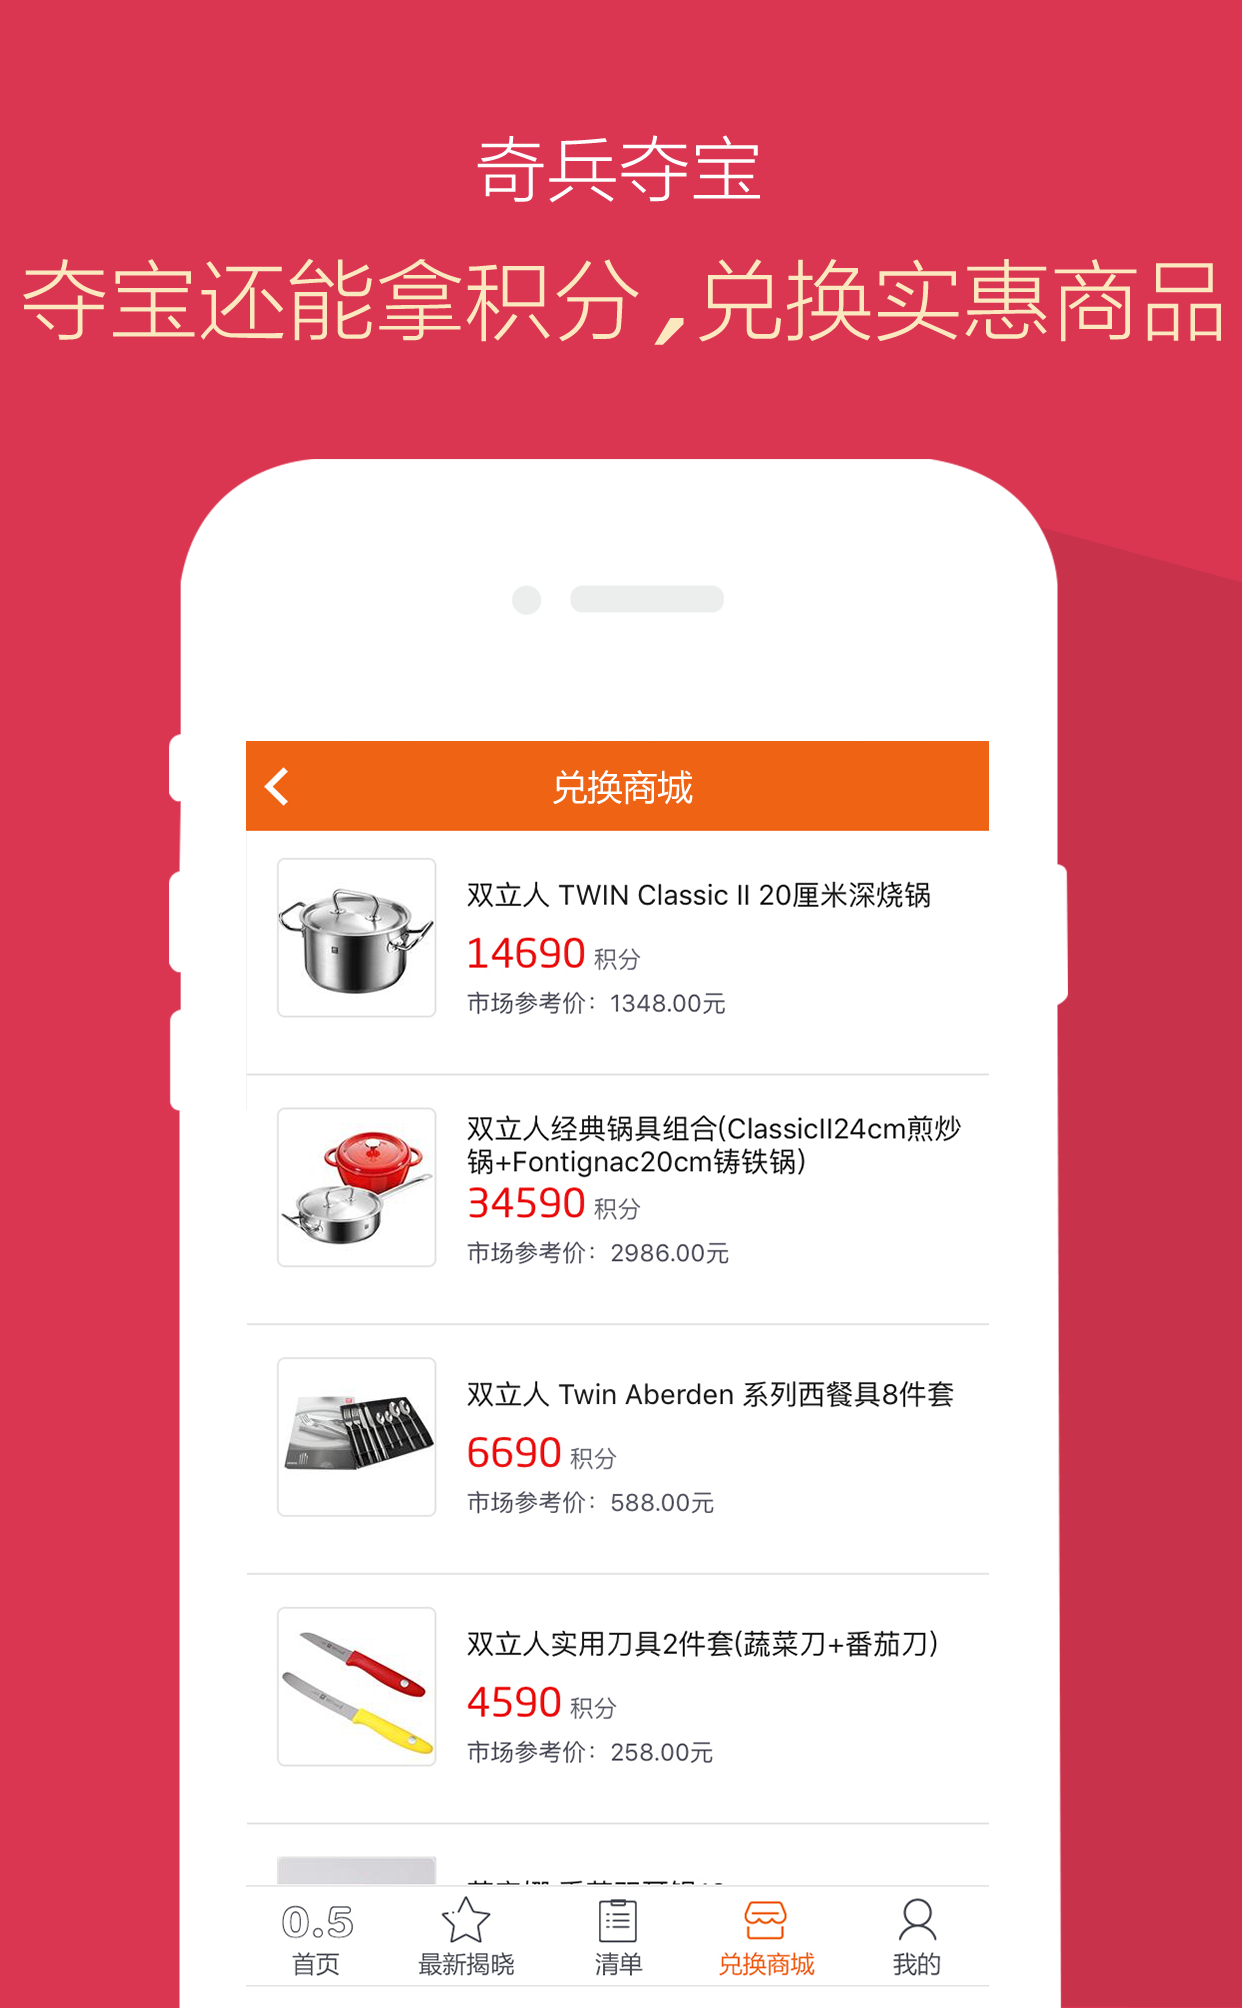 奇兵夺宝
夺宝还能拿积分,兑换实惠商品
兑换商城
双立人 TWIN Classic II 20厘米深烧锅
14690 积分
市场参考价：1348.00元
双立人经典锅具组合(ClassicII24cm煎炒
锅+Fontignac20cm铸铁锅)
34590 积分
市场参考价：2986.00元
双立人 Twin Aberden 系列西餐具8件套
6690 积分
市场参考价：588.00元
双立人实用刀具2件套(蔬菜刀+番茄刀)
4590 积分
市场参考价：258.00元
0.5
首页 最新揭晓 清单 兑换商城 我的